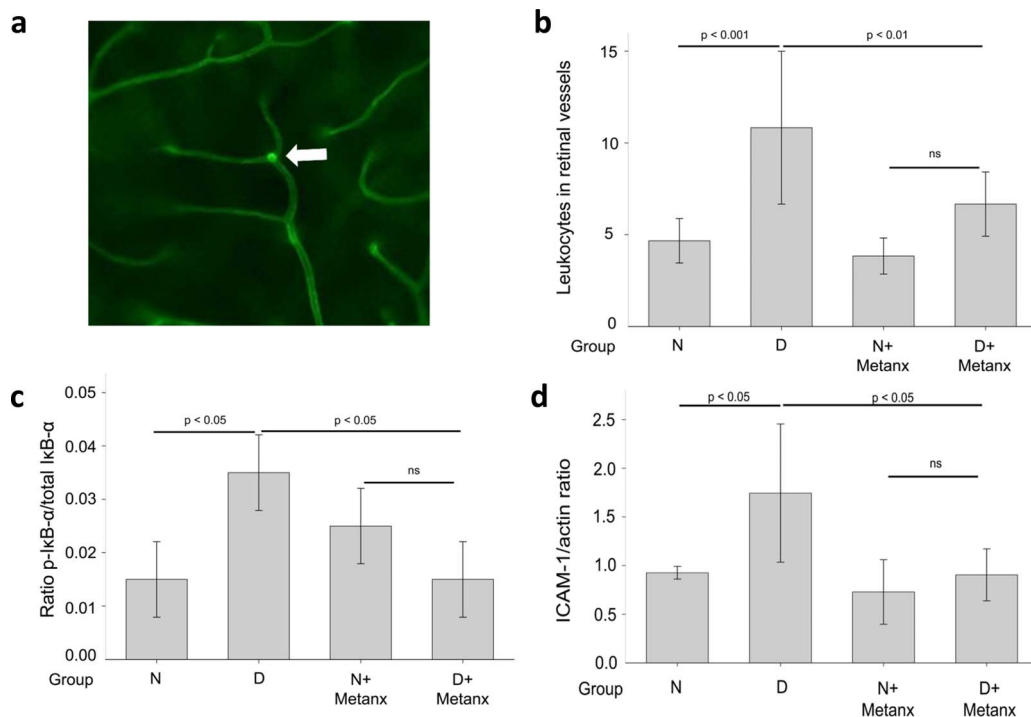 a
b
Leukocytes in retinal vessels
15
10
5
0
p < 0.001
p < 0.01
ns
Group
N
D
N+
Metanx
D+
Metanx
c
Ratio p-IκB-α/total IκB-α
0.05
0.04
0.03
0.02
0.01
0.00
p < 0.05
p < 0.05
ns
Group
N
D
N+
Metanx
D+
Metanx
d
ICAM-1/actin ratio
2.5
2.0
1.5
1.0
0.5
0.0
p < 0.05
p < 0.05
ns
Group
N
D
N+
Metanx
D+
Metanx